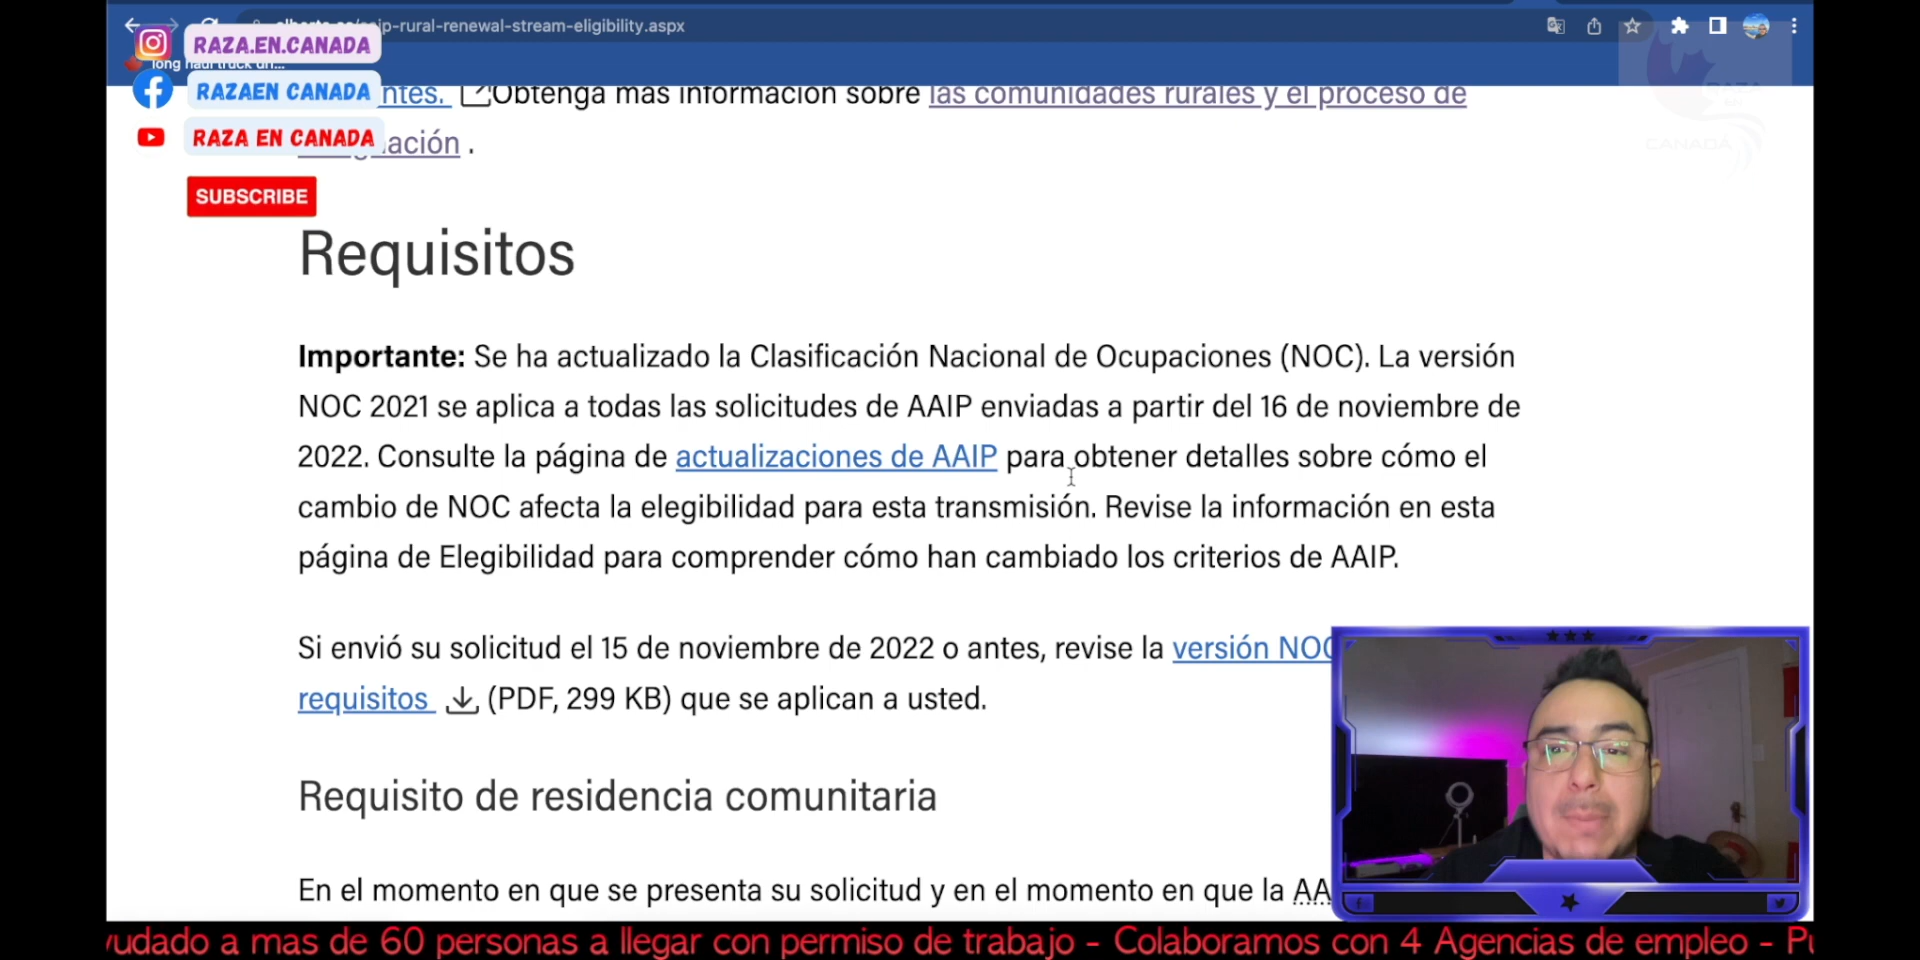 alberta.ca/aaip-rural-renewal-stream-eligibility.aspx
RAZA.EN.CANADA
long haul truck dri...
RAZAEN CANADA
ntes. Obtenga más información sobre las comunidades rurales y el proceso de
RAZA EN CANADA
ación .
SUBSCRIBE
RAZA
EN
CANADÁ
Requisitos
Importante: Se ha actualizado la Clasificación Nacional de Ocupaciones (NOC). La versión
NOC 2021 se aplica a todas las solicitudes de AAIP enviadas a partir del 16 de noviembre de
2022. Consulte la página de actualizaciones de AAIP para obtener detalles sobre cómo el
cambio de NOC afecta la elegibilidad para esta transmisión. Revise la información en esta
página de Elegibilidad para comprender cómo han cambiado los criterios de AAIP.
Si envió su solicitud el 15 de noviembre de 2022 o antes, revise la versión NOC
requisitos (PDF, 299 KB) que se aplican a usted.
Requisito de residencia comunitaria
En el momento en que se presenta su solicitud y en el momento en que la AA
yudado a mas de 60 personas a llegar con permiso de trabajo - Colaboramos con 4 Agencias de empleo - Pu